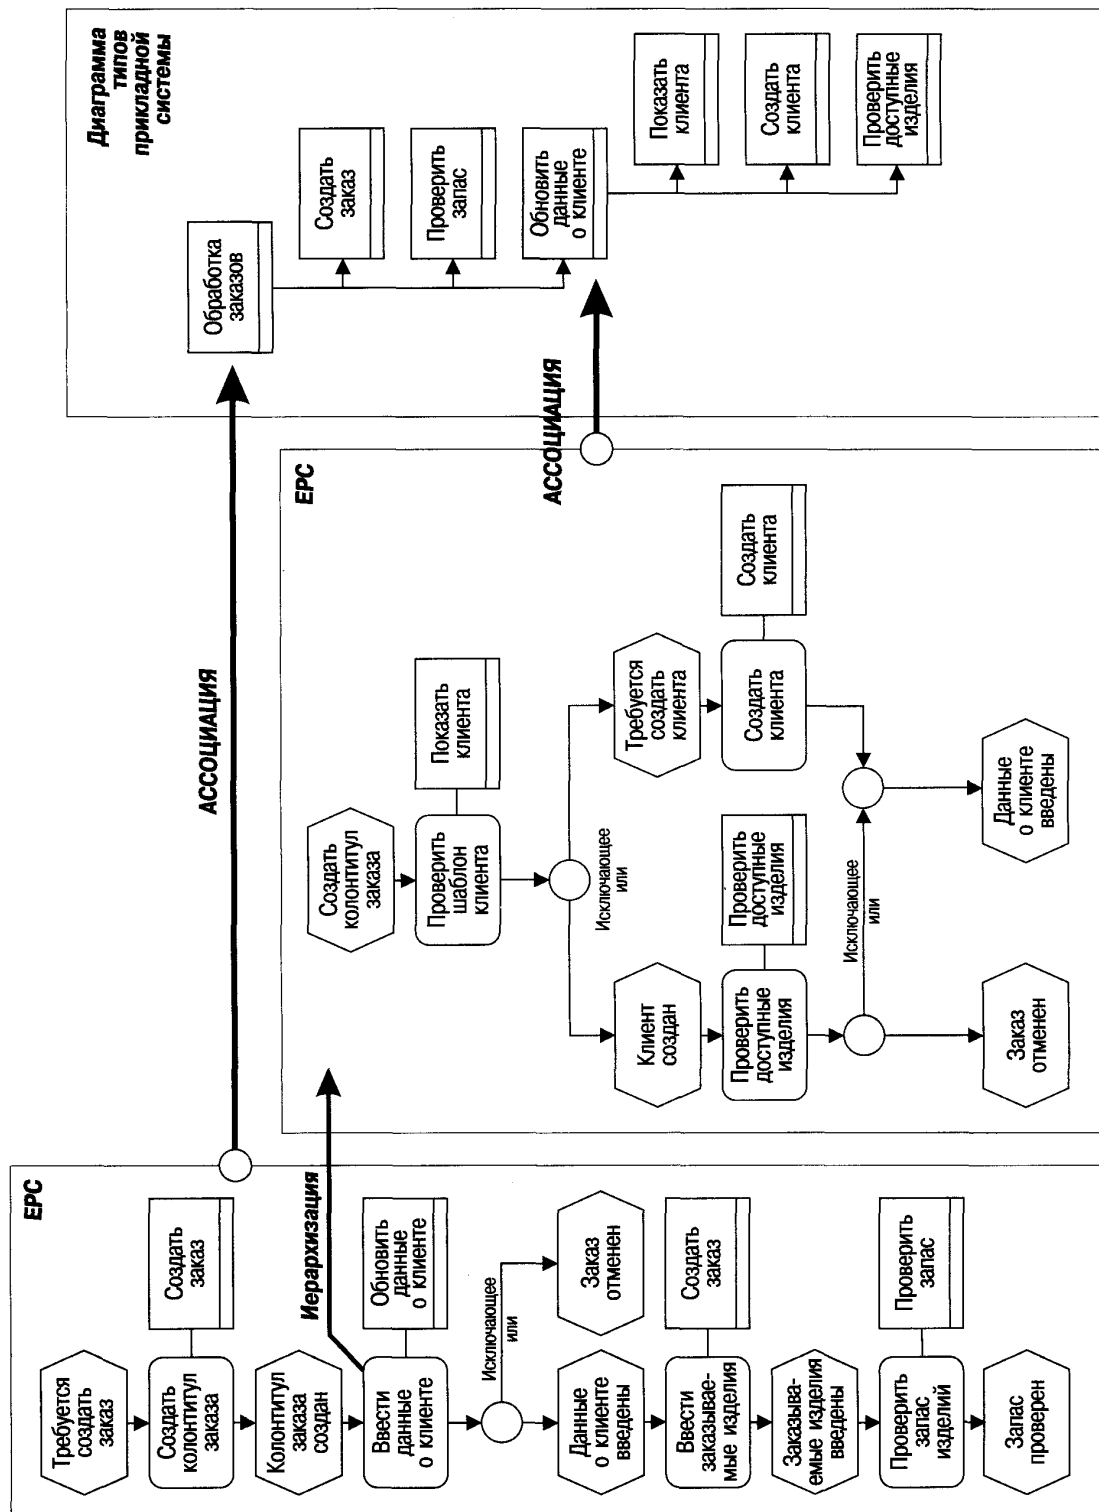 EPC
Требуется
создать
заказ
Создать
колонтитул
заказа
Создать
заказ
Колонтитул
заказа
создан
Иерархизация
Ввести
данные
о клиенте
Обновить
данные
о клиенте
Исключающее
или
Данные
о клиенте
введены
Заказ
отменен
Ввести
заказывае-
мые изделия
Создать
заказ
Заказыва-
емые изделия
введены
Проверить
запас
изделий
Проверить
запас
Запас
проверен
АССОЦИАЦИЯ
EPC
Создать
колонтитул
заказа
Проверить
шаблон
клиента
Показать
клиента
Исключающее
или
Клиент
создан
Требуется
создать
клиента
Проверить
доступные
изделия
Проверить
доступные
изделия
Создать
клиента
Создать
клиента
Исключающее
или
Заказ
отменен
Данные
о клиенте
введены
АССОЦИАЦИЯ
Диаграмма
типов
прикладной
системы
Обработка
заказов
Создать
заказ
Проверить
запас
Обновить
данные
о клиенте
Показать
клиента
Создать
клиента
Проверить
доступные
изделия